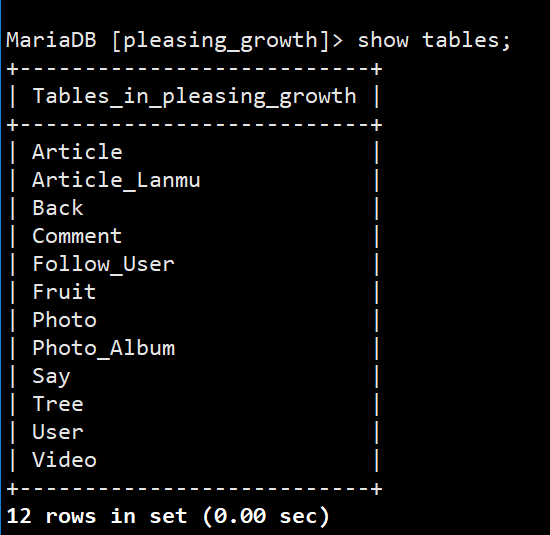 MariaDB [pleasing_growth]> show tables;
+---------------------------+
| Tables_in_pleasing_growth |
+---------------------------+
| Article                   |
| Article_Lanmu             |
| Back                      |
| Comment                   |
| Follow_User               |
| Fruit                     |
| Photo                     |
| Photo_Album               |
| Say                       |
| Tree                      |
| User                      |
| Video                     |
+---------------------------+
12 rows in set (0.00 sec)